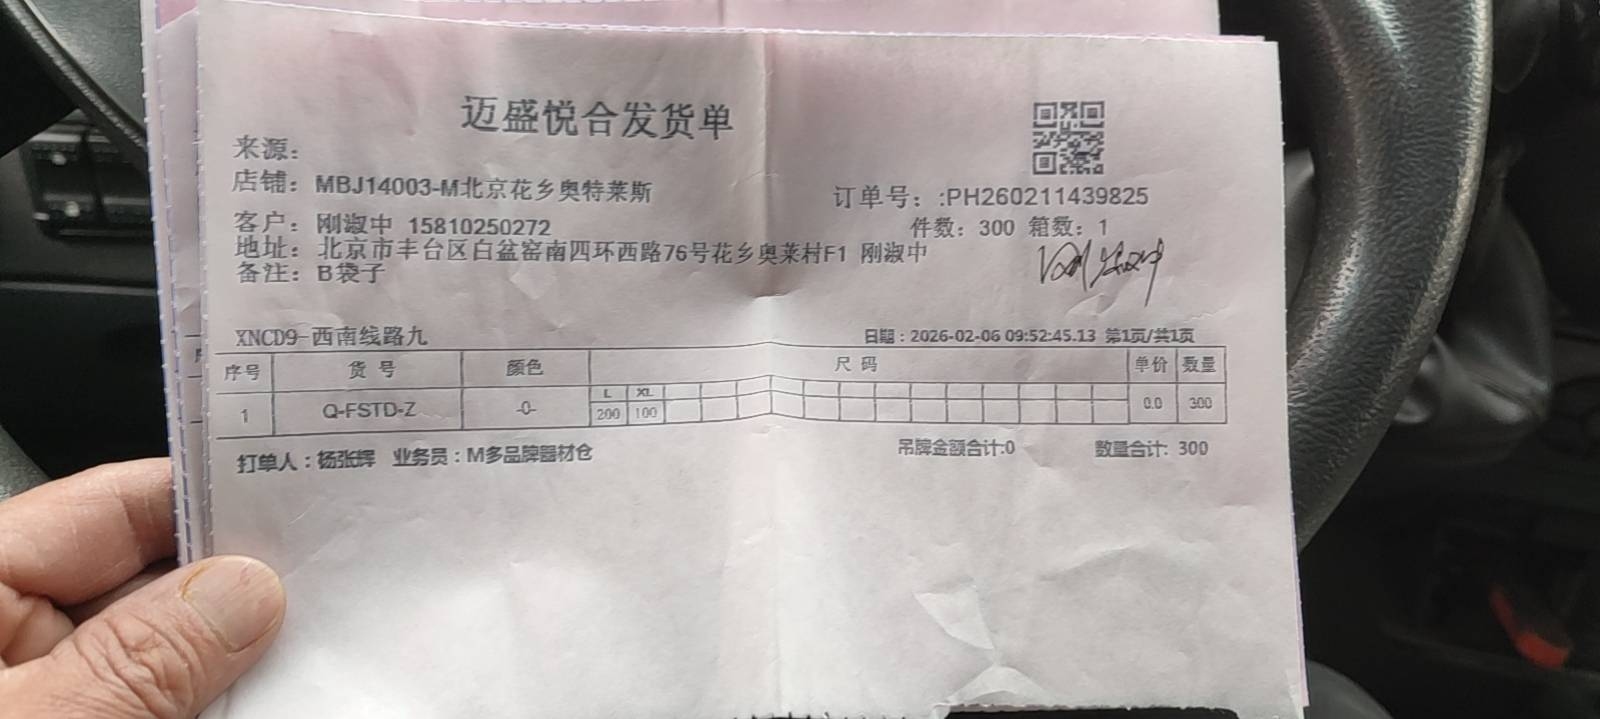 迈盛悦合发货单
来源：
店铺：MBJ14003-M北京花乡奥特莱斯
订单号：:PH260211439825
客户：刚淑中 15810250272
件数：300 箱数：1
地址：北京市丰台区白盆窑南四环西路76号花乡奥莱村F1 刚淑中
备注：B袋子
刚淑中
XNCD9-西南线路九
日期：2026-02-06 09:52:45.13 第1页/共1页
序号 货号 颜色 尺码 单价 数量
L XL
1 Q-FSTD-Z -0- 200 100 0.0 300
打单人：杨张辉 业务员：M多品牌器材仓 吊牌金额合计:0 数量合计: 300